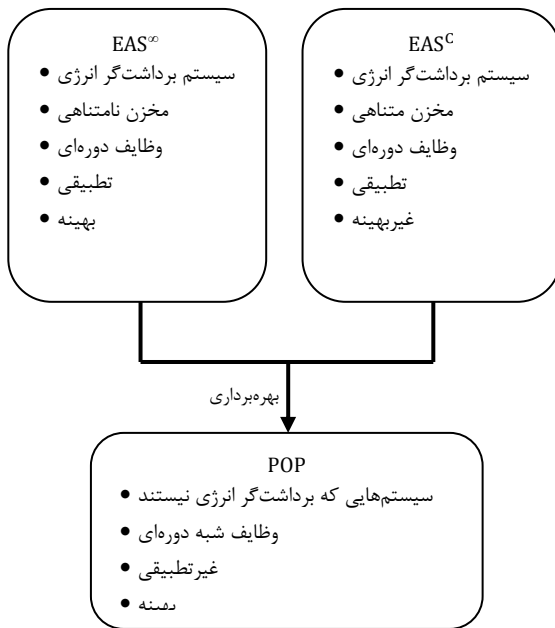 EAS∞
• سیستم برداشت‌گر انرژی
• مخزن نامتناهی
• وظایف دوره‌ای
• تطبیقی
• بهینه
EASᶜ
• سیستم برداشت‌گر انرژی
• مخزن متناهی
• وظایف دوره‌ای
• تطبیقی
• غیربهینه
بهره‌برداری
POP
• سیستم‌هایی که برداشت‌گر انرژی نیستند
• وظایف شبه دوره‌ای
• غیرتطبیقی
• بهینه